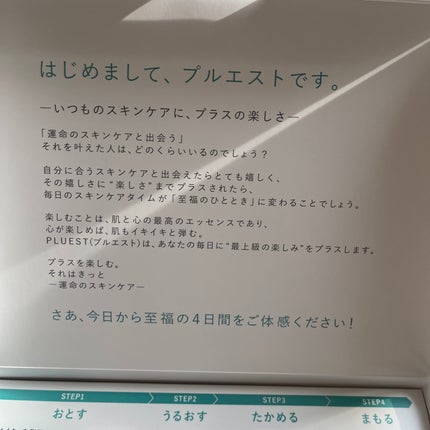 はじめまして、プルエストです。
―いつものスキンケアに、プラスの楽しさ―
「運命のスキンケアと出会う」
それを叶えた人は、どのくらいいるのでしょう？
自分に合うスキンケアと出会えたらとても嬉しく、
その嬉しさに“楽しさ”までプラスされたら、
毎日のスキンケアタイムが「至福のひととき」に変わることでしょう。
楽しむことは、肌と心の最高のエッセンスであり、
心が楽しめば、肌もイキイキと弾む。
PLUEST(プルエスト)は、あなたの毎日に“最上級の楽しみ”をプラスします。
プラスを楽しむ。
それはきっと
―運命のスキンケア―
さあ、今日から至福の4日間をご体感ください！
STEP1 STEP2 STEP3 STEP4
おとす うるおす たかめる まもる